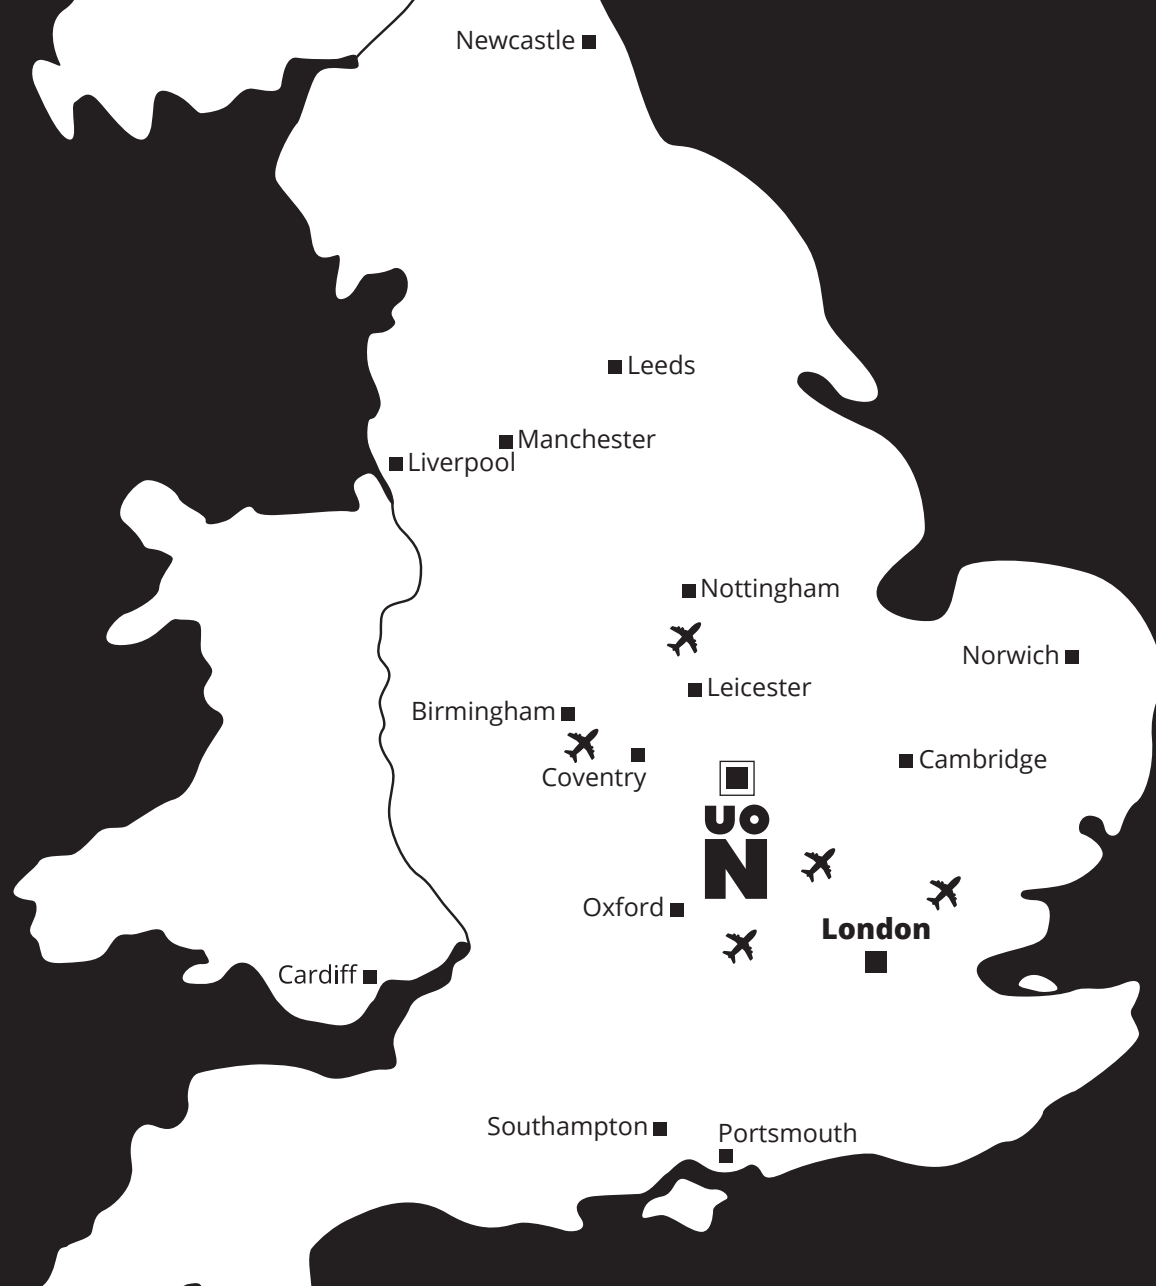 Newcastle
Leeds
Manchester
Liverpool
Nottingham
Norwich
Leicester
Birmingham
Cambridge
Coventry
UO
N
Oxford
London
Cardiff
Southampton
Portsmouth